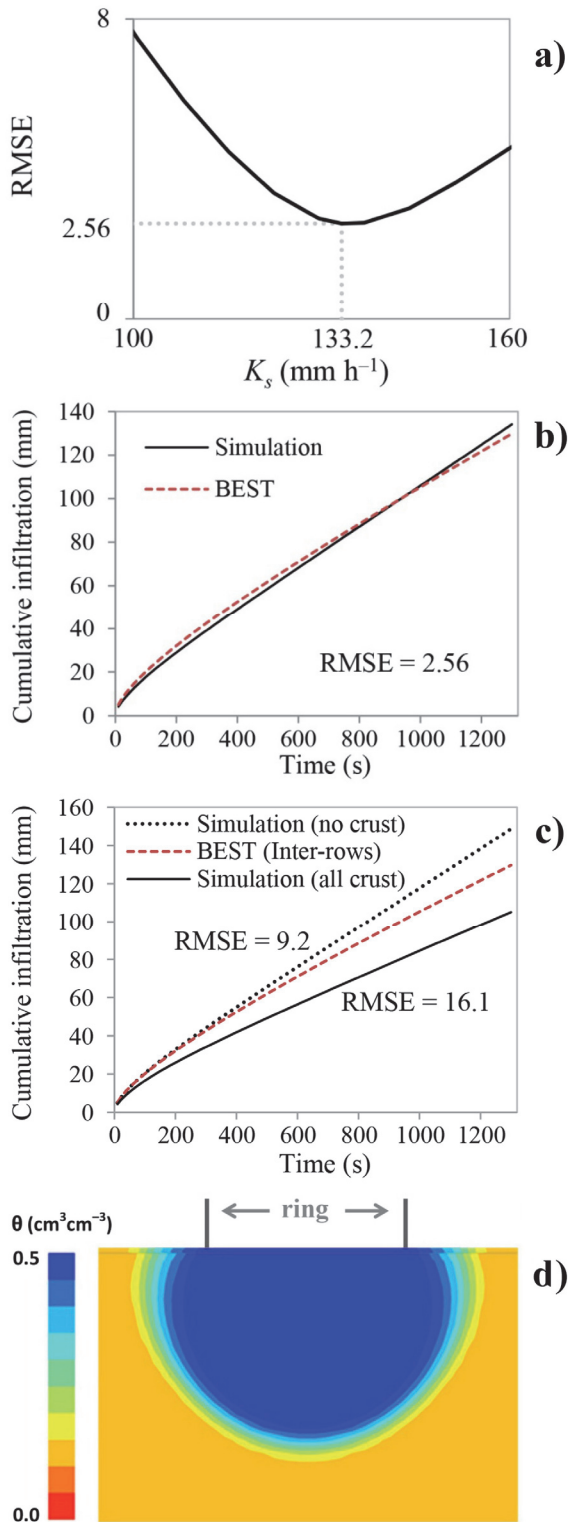 8
a)
RMSE
2.56
0
100
133.2
160
Ks (mm h⁻¹)
140
120
100
80
60
40
20
0
Cumulative infiltration (mm)
b)
Simulation
BEST
RMSE = 2.56
0 200 400 600 800 1000 1200
Time (s)
160
140
120
100
80
60
40
20
0
Cumulative infiltration (mm)
c)
Simulation (no crust)
BEST (Inter-rows)
Simulation (all crust)
RMSE = 9.2
RMSE = 16.1
0 200 400 600 800 1000 1200
Time (s)
θ (cm³cm⁻³)
ring
d)
0.5
0.0